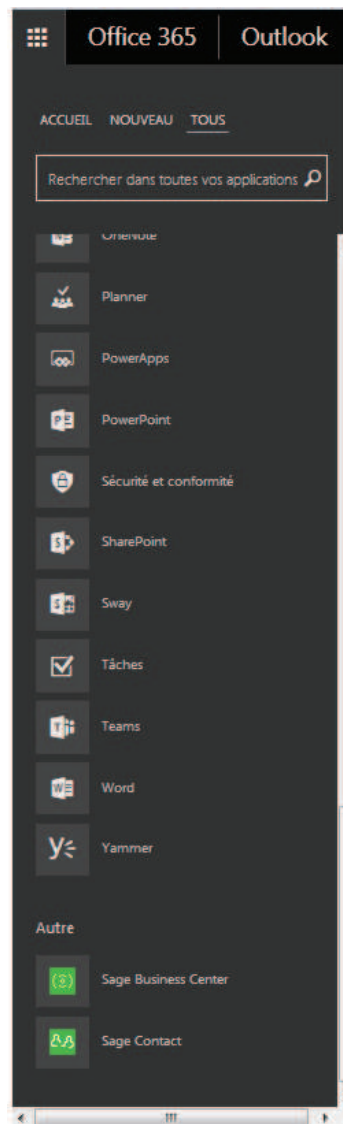 Office 365 Outlook
ACCUEIL NOUVEAU TOUS
Rechercher dans toutes vos applications
OneNote
Planner
PowerApps
PowerPoint
Sécurité et conformité
SharePoint
Sway
Tâches
Teams
Word
Yammer
Autre
Sage Business Center
Sage Contact